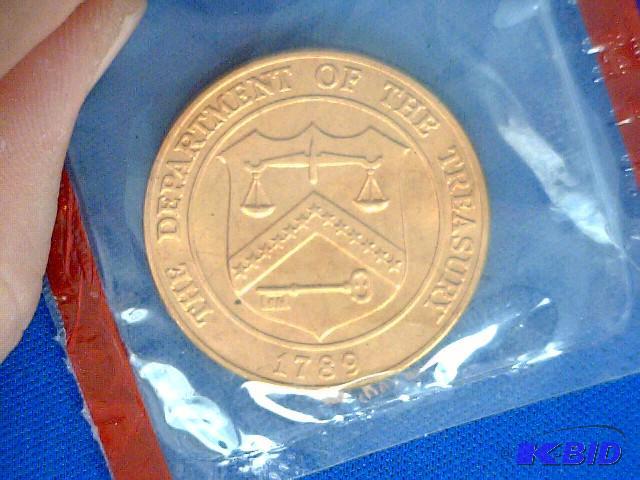 THE DEPARTMENT OF THE TREASURY
1789
K-BID